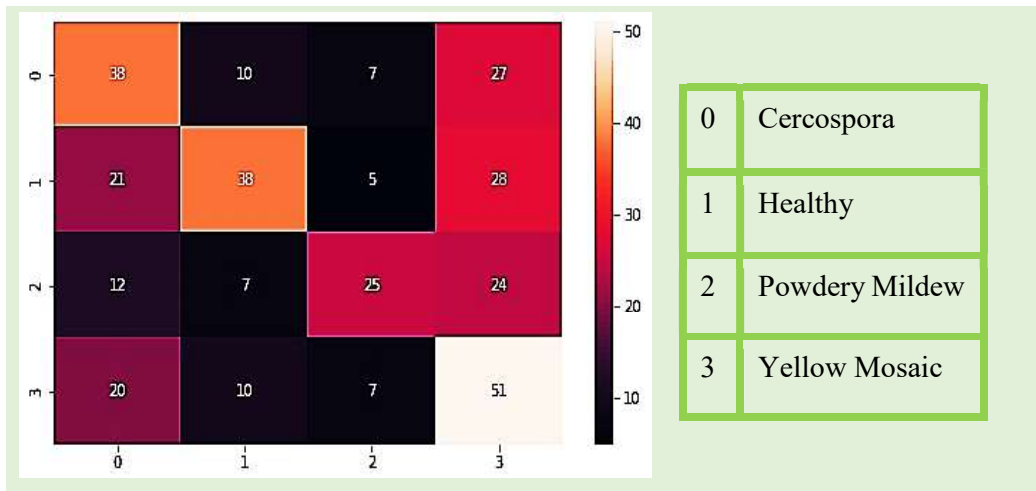 0 38 10 7 27
1 21 38 5 28
2 12 7 25 24
3 20 10 7 51
0 1 2 3
50
40
30
20
10
0 Cercospora
1 Healthy
2 Powdery Mildew
3 Yellow Mosaic